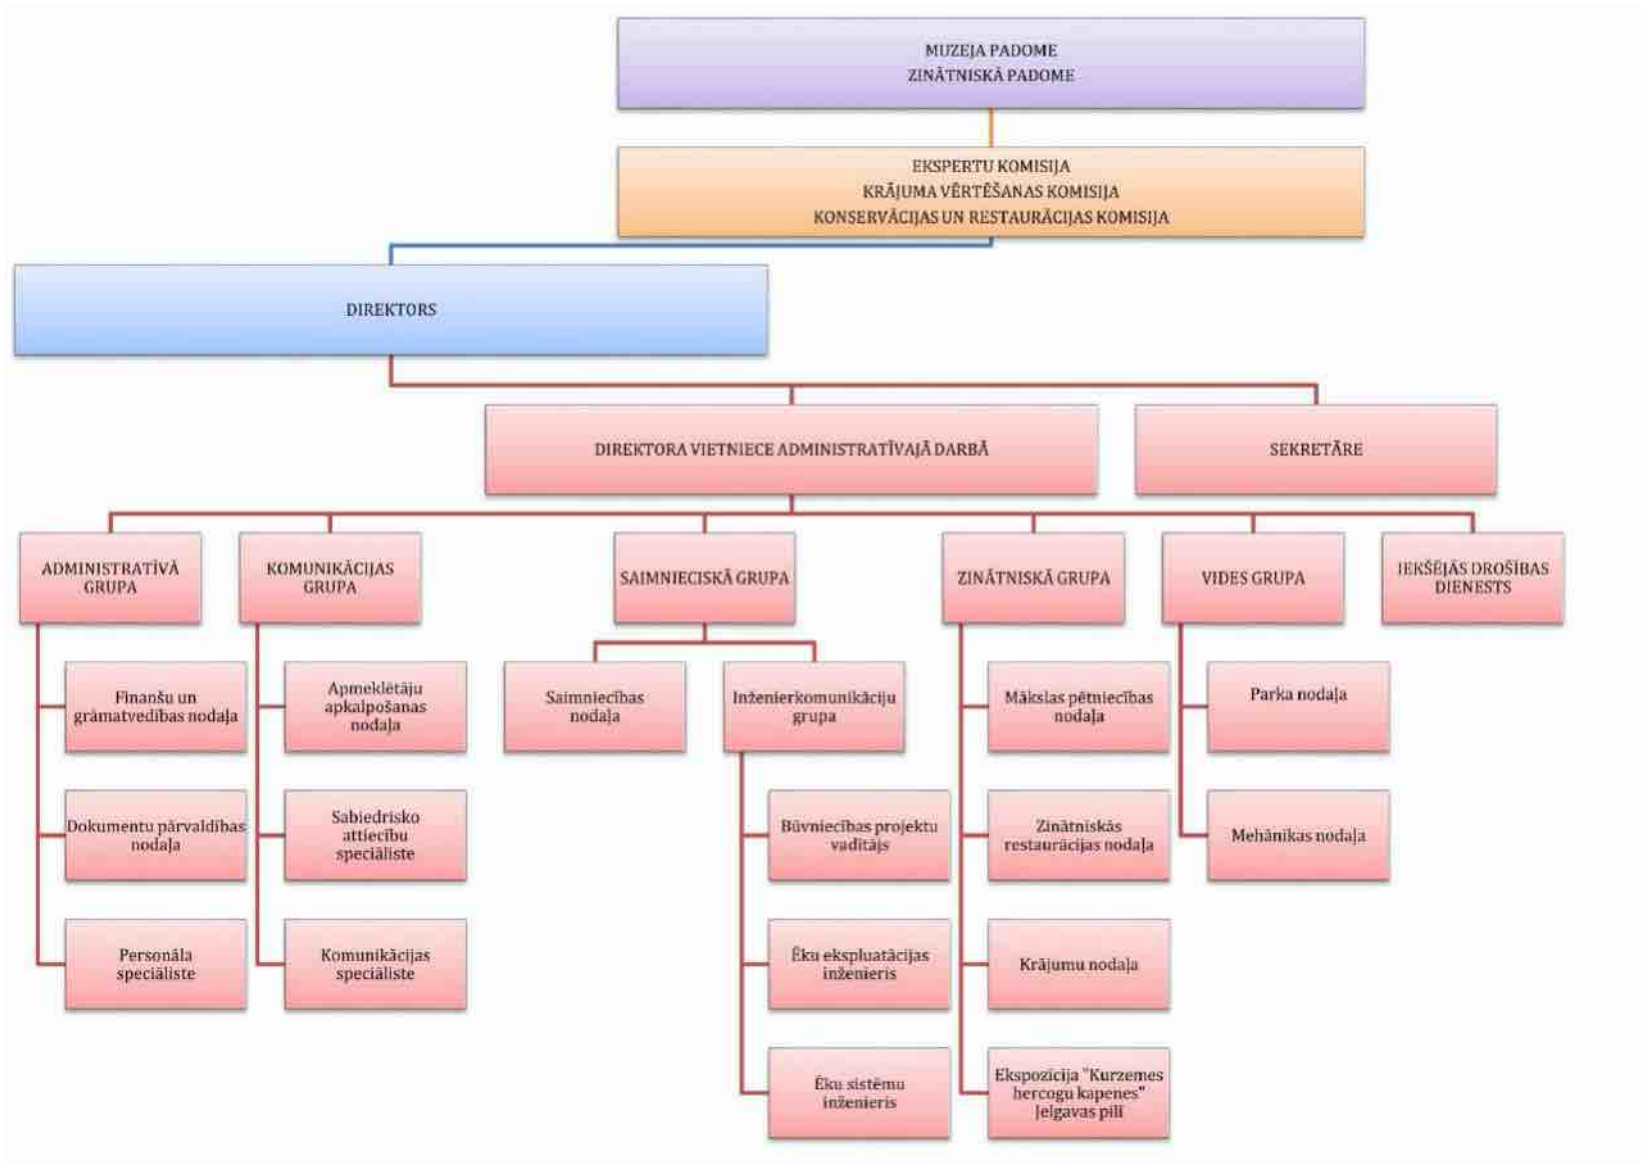 MUZEJA PADOME
ZINĀTNISKĀ PADOME
EKSPERTU KOMISIJA
KRĀJUMA VĒRTĒŠANAS KOMISIJA
KONSERVĀCIJAS UN RESTAURĀCIJAS KOMISIJA
DIREKTORS
DIREKTORA VIETNIECE ADMINISTRATĪVAJĀ DARBĀ
SEKRETĀRE
ADMINISTRATĪVĀ
GRUPA
KOMUNIKĀCIJAS
GRUPA
SAIMNIECISKĀ GRUPA
ZINĀTNISKĀ GRUPA
VIDES GRUPA
IEKŠĒJĀS DROŠĪBAS
DIENESTS
Finanšu un
grāmatvedības nodaļa
Apmeklētāju
apkalpošanas
nodaļa
Saimniecības
nodaļa
Inženierkomunikāciju
grupa
Mākslas pētniecības
nodaļa
Parka nodaļa
Dokumentu pārvaldības
nodaļa
Sabiedrisko
attiecību
speciāliste
Būvniecības projektu
vadītājs
Zinātniskās
restaurācijas nodaļa
Mehānikas nodaļa
Personāla
speciāliste
Komunikācijas
speciāliste
Ēku ekspluatācijas
inženieris
Krājumu nodaļa
Ēku sistēmu
inženieris
Ekspozīcija "Kurzemes
hercogu kapenes"
Jelgavas pilī